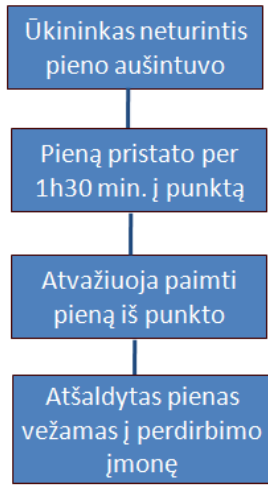 Ūkininkas neturintis
pieno aušintuvo
Pieną pristato per
1h30 min. į punktą
Atvažiuoja paimti
pieną iš punkto
Atšaldytas pienas
vežamas į perdirbimo
įmonę